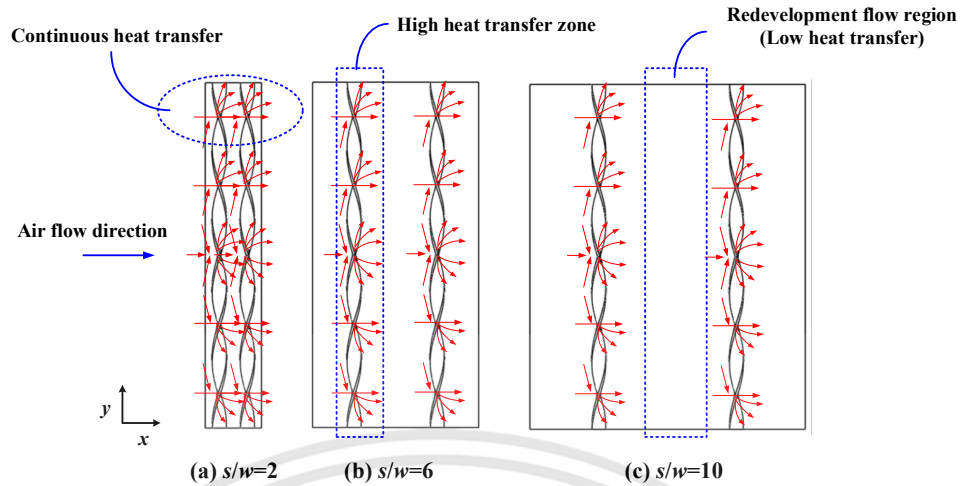 Redevelopment flow region
(Low heat transfer)
High heat transfer zone
Continuous heat transfer
Air flow direction
y
x
(a) s/w=2
(b) s/w=6
(c) s/w=10